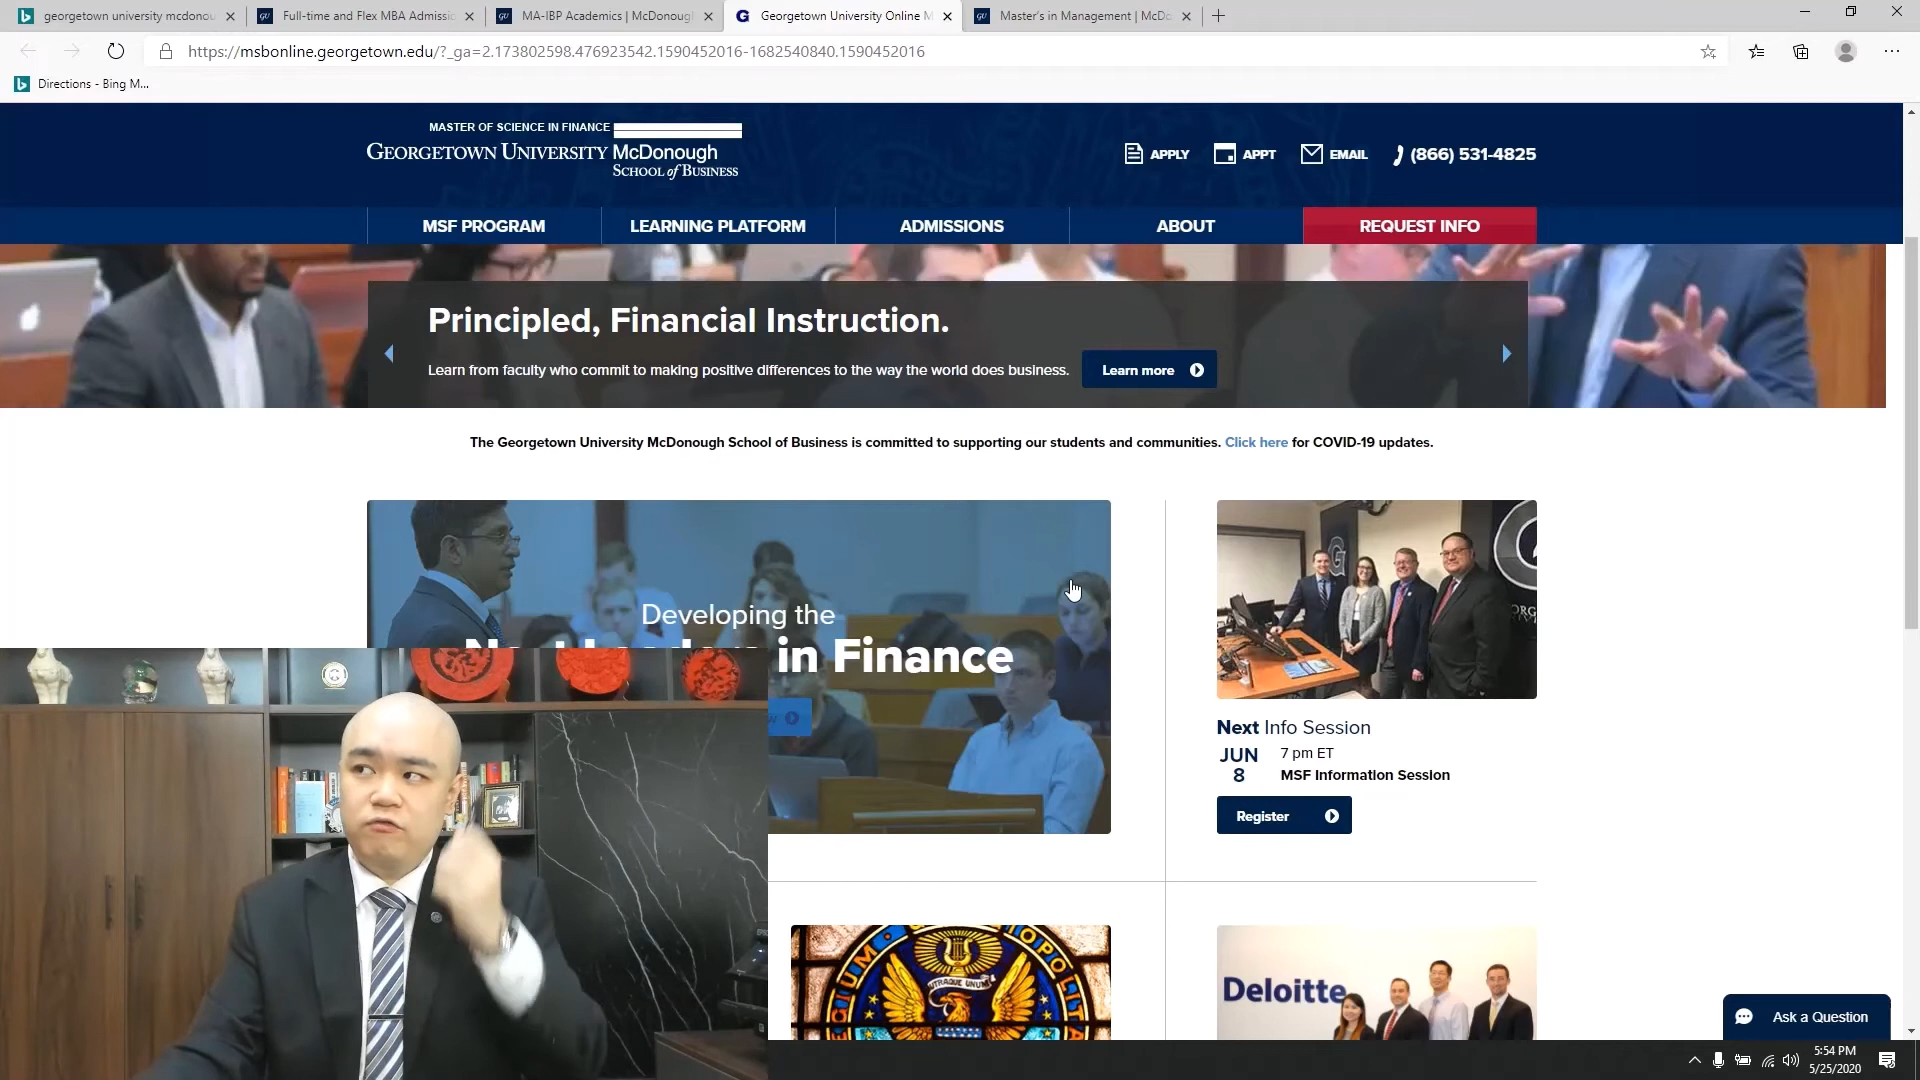 georgetown university mcdonou
Full-time and Flex MBA Admissic
MA-IBP Academics | McDonough
Georgetown University Online M
Master's in Management | McDo
https://msbonline.georgetown.edu/?_ga=2.173802598.476923542.1590452016-1682540840.1590452016
Directions - Bing M...
MASTER OF SCIENCE IN FINANCE
GEORGETOWN UNIVERSITY McDonough
SCHOOL of BUSINESS
APPLY
APPT
EMAIL
(866) 531-4825
MSF PROGRAM
LEARNING PLATFORM
ADMISSIONS
ABOUT
REQUEST INFO
Principled, Financial Instruction.
Learn from faculty who commit to making positive differences to the way the world does business.
Learn more
The Georgetown University McDonough School of Business is committed to supporting our students and communities. Click here for COVID-19 updates.
Developing the
in Finance
Next Info Session
JUN
8
7 pm ET
MSF Information Session
Register
UTRAQUE UNUM
Deloitte
Ask a Question
5:54 PM
5/25/2020